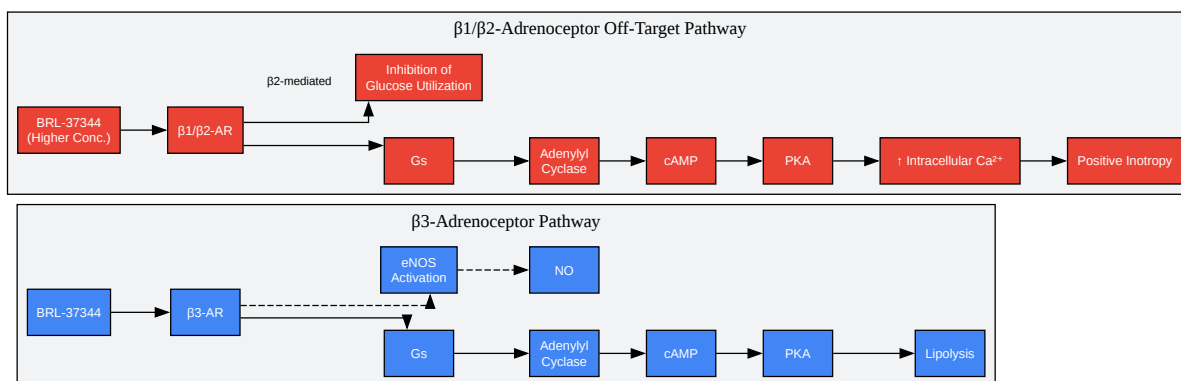 β1/β2-Adrenoceptor Off-Target Pathway
β2-mediated
Inhibition of
Glucose Utilization
BRL-37344
(Higher Conc.)
β1/β2-AR
Gs
Adenylyl
Cyclase
cAMP
PKA
↑ Intracellular Ca²⁺
Positive Inotropy
β3-Adrenoceptor Pathway
eNOS
Activation
NO
BRL-37344
β3-AR
Gs
Adenylyl
Cyclase
cAMP
PKA
Lipolysis